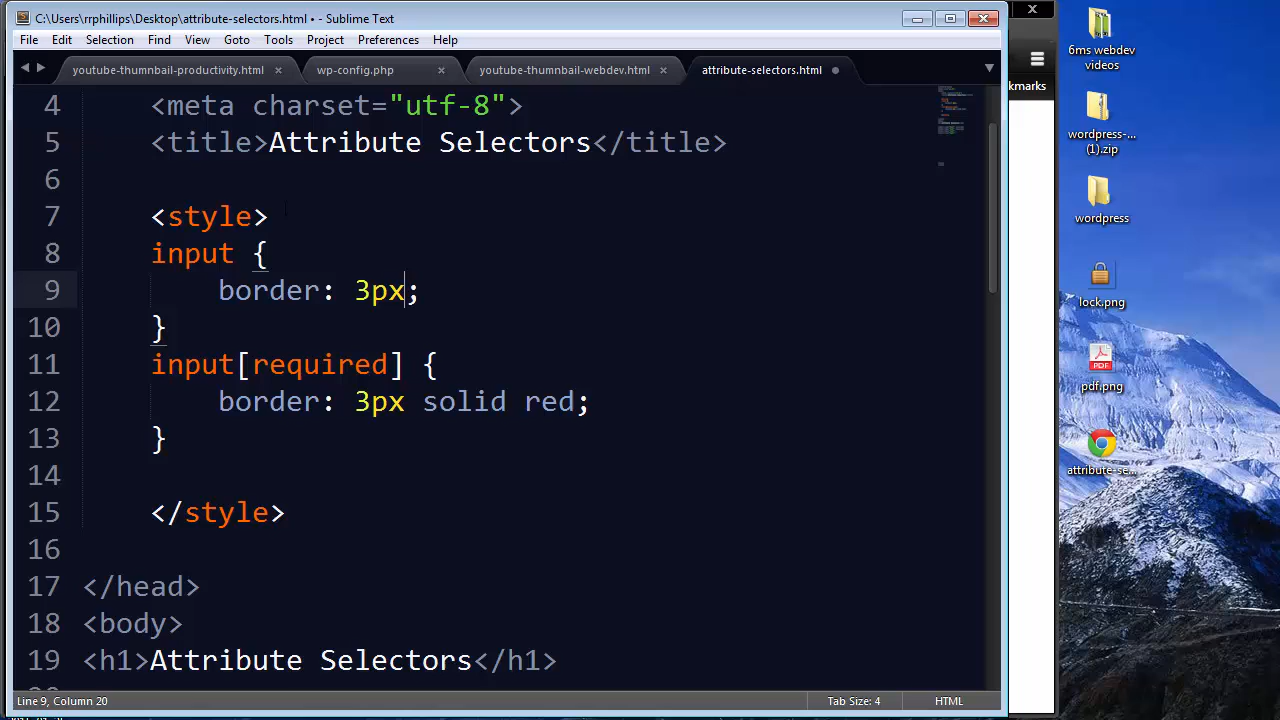 C:\Users\rrphillips\Desktop\attribute-selectors.html • - Sublime Text
File Edit Selection Find View Goto Tools Project Preferences Help
youtube-thumnbail-productivity.html wp-config.php youtube-thumnbail-webdev.html attribute-selectors.html
4 <meta charset="utf-8">
5 <title>Attribute Selectors</title>
6
7 <style>
8 input {
9 border: 3px;
10 }
11 input[required] {
12 border: 3px solid red;
13 }
14
15 </style>
16
17 </head>
18 <body>
19 <h1>Attribute Selectors</h1>
Line 9, Column 20 Tab Size: 4 HTML
kmarks
6ms webdev
videos
wordpress-...
(1).zip
wordpress
lock.png
pdf.png
attribute-se...